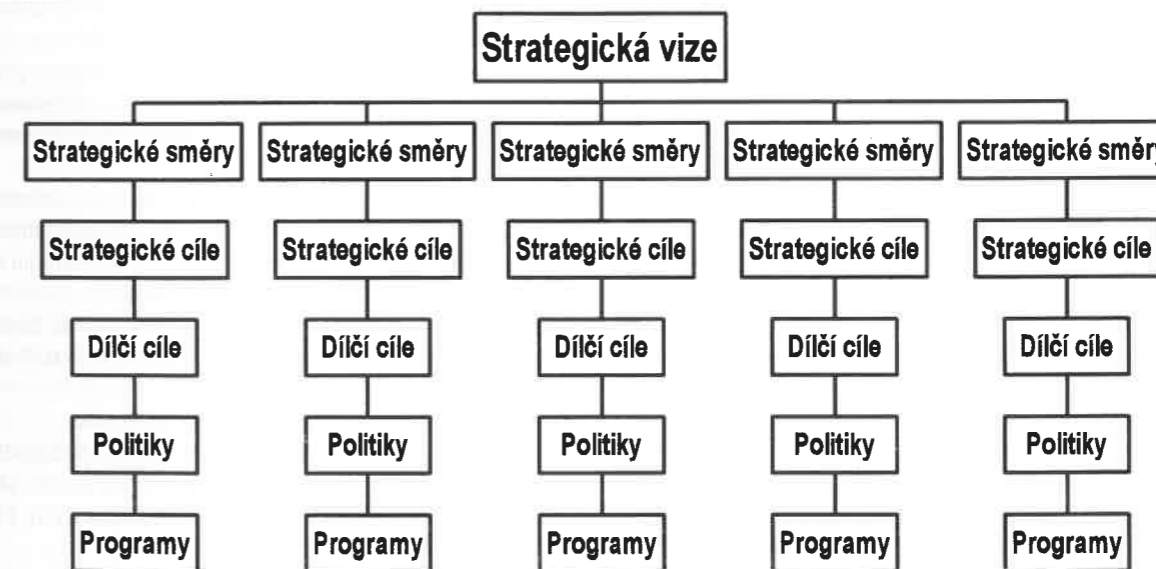 Strategická vize
Strategické směry Strategické směry Strategické směry Strategické směry Strategické směry
Strategické cíle Strategické cíle Strategické cíle Strategické cíle Strategické cíle
Dílčí cíle Dílčí cíle Dílčí cíle Dílčí cíle Dílčí cíle
Politiky Politiky Politiky Politiky Politiky
Programy Programy Programy Programy Programy